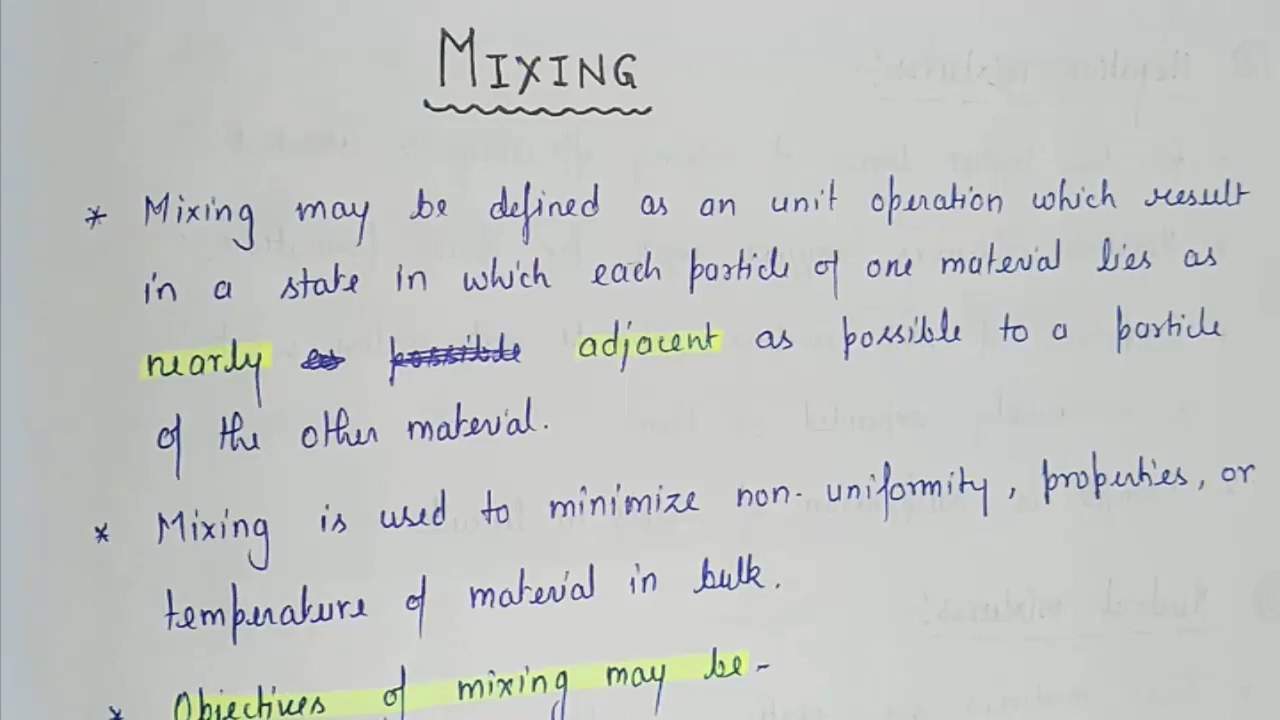 MIXING
* Mixing may be defined as an unit operation which result
in a state in which each particle of one material lies as
nearly as possible adjacent as possible to a particle
of the other material.
* Mixing is used to minimize non-uniformity, properties, or
temperature of material in bulk.
* Objectives of mixing may be-